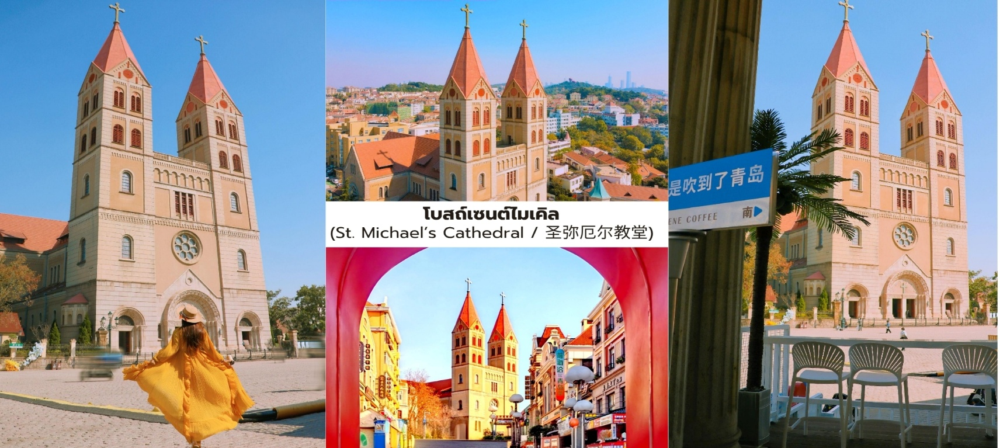 โบสถ์เซนต์ไมเคิล
(St. Michael's Cathedral / 圣弥厄尔教堂)
是吹到了青岛
ENE COFFEE
南